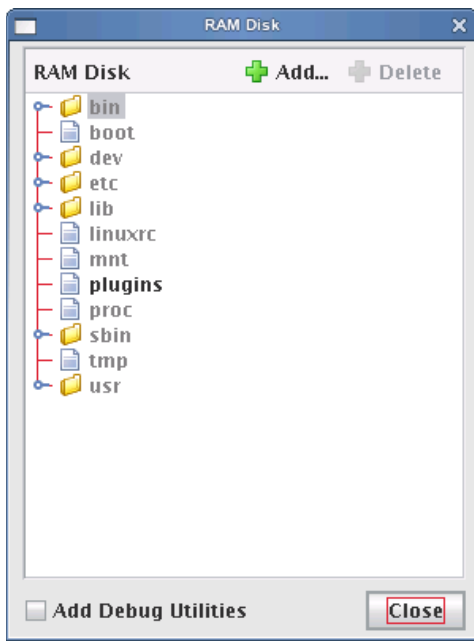 RAM Disk
RAM Disk Add... Delete
bin
boot
dev
etc
lib
linuxrc
mnt
plugins
proc
sbin
tmp
usr
Add Debug Utilities Close